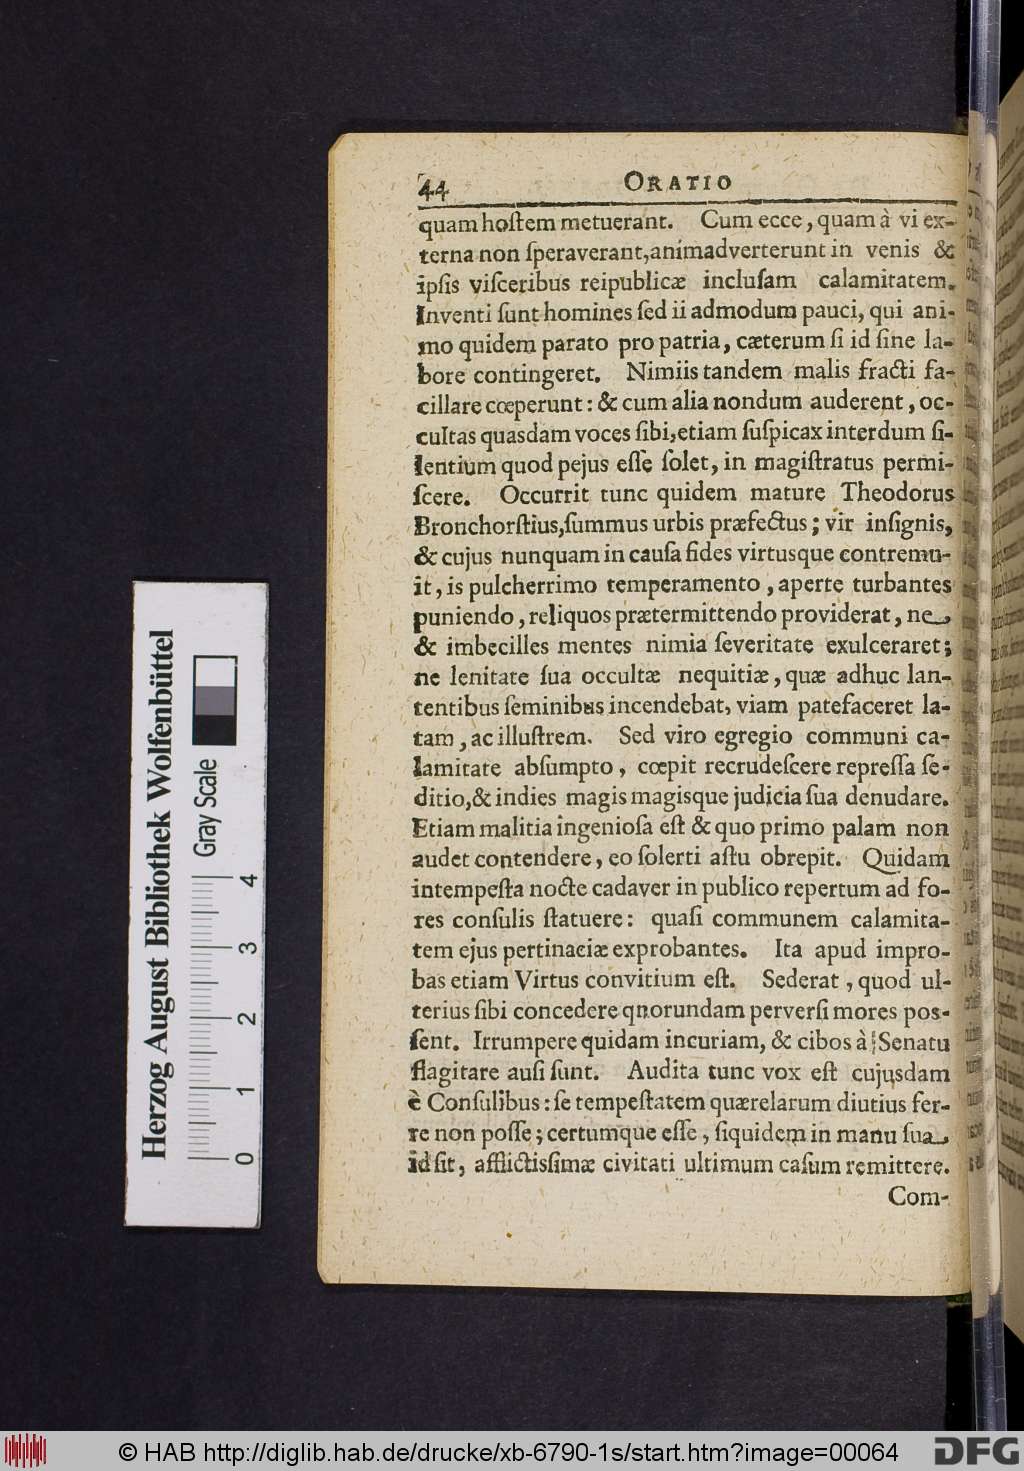 44 ORATIO
quam hoſtem metuerant. Cum ecce, quam à vi ex-
terna non ſperaverant, animadverterunt in venis &
ipſis viſceribus reipublicæ incluſam calamitatem.
Inventi ſunt homines ſed ii admodum pauci, qui ani-
mo quidem parato pro patria, cæterum ſi id ſine la-
bore contingeret. Nimiis tandem malis fracti fa-
cillare cœperunt: & cum alia nondum auderent, oc-
cultas quasdam voces ſibi, etiam ſuſpicax interdum ſi-
lentium quod pejus eſſe ſolet, in magiſtratus permi-
ſcere. Occurrit tunc quidem mature Theodorus
Bronchorſtius, ſummus urbis præfectus; vir inſignis,
& cujus nunquam in cauſa fides virtusque contremu-
it, is pulcherrimo temperamento, aperte turbantes
puniendo, reliquos prætermittendo providerat, ne,
& imbecilles mentes nimia ſeveritate exulceraret;
ne lenitate ſua occultæ nequitiæ, quæ adhuc lan-
tentibus ſeminibus incendebat, viam patefaceret la-
tam, ac illuſtrem. Sed viro egregio communi ca-
lamitate abſumpto, cœpit recrudeſcere repreſſa ſe-
ditio, & indies magis magisque judicia ſua denudare.
Etiam malitia ingenioſa eſt & quo primo palam non
audet contendere, eo ſolerti aſtu obrepit. Quidam
intempeſta nocte cadaver in publico repertum ad fo-
res conſulis ſtatuere: quaſi communem calamita-
tem ejus pertinaciæ exprobantes. Ita apud impro-
bas etiam Virtus convitium eſt. Sederat, quod ul-
terius ſibi concedere qnorundam perverſi mores pos-
ſent. Irrumpere quidam incuriam, & cibos à Senatu
flagitare auſi ſunt. Audita tunc vox eſt cujusdam
è Conſulibus: ſe tempeſtatem quærelarum diutius fer-
re non poſſe; certumque eſſe, ſiquidem in manu ſua,
id ſit, afflictisſimæ civitati ultimum caſum remittere.
Com-
Herzog August Bibliothek Wolfenbüttel
Gray Scale
0 1 2 3 4
© HAB http://diglib.hab.de/drucke/xb-6790-1s/start.htm?image=00064
DFG